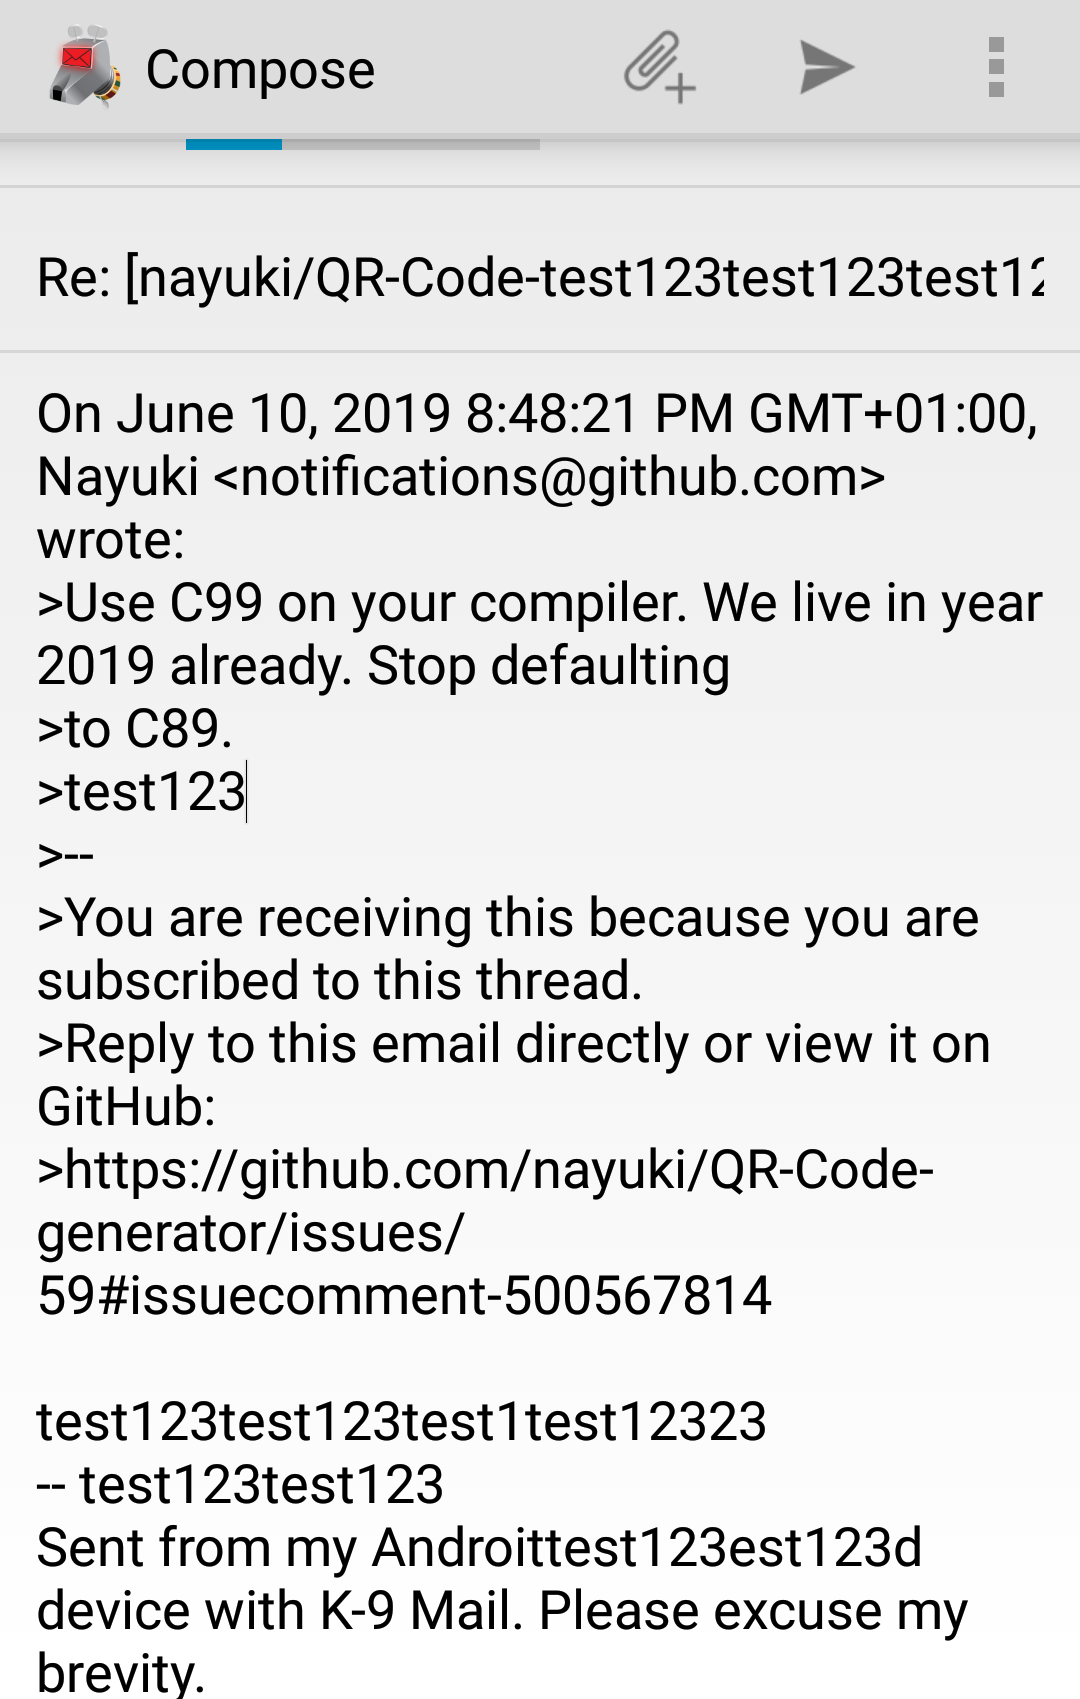 Compose
Re: [nayuki/QR-Code-test123test123test12
On June 10, 2019 8:48:21 PM GMT+01:00,
Nayuki <notifications@github.com>
wrote:
>Use C99 on your compiler. We live in year
2019 already. Stop defaulting
>to C89.
>test123
>--
>You are receiving this because you are
subscribed to this thread.
>Reply to this email directly or view it on
GitHub:
>https://github.com/nayuki/QR-Code-
generator/issues/
59#issuecomment-500567814
test123test123test1test12323
-- test123test123
Sent from my Androittest123est123d
device with K-9 Mail. Please excuse my
brevity.